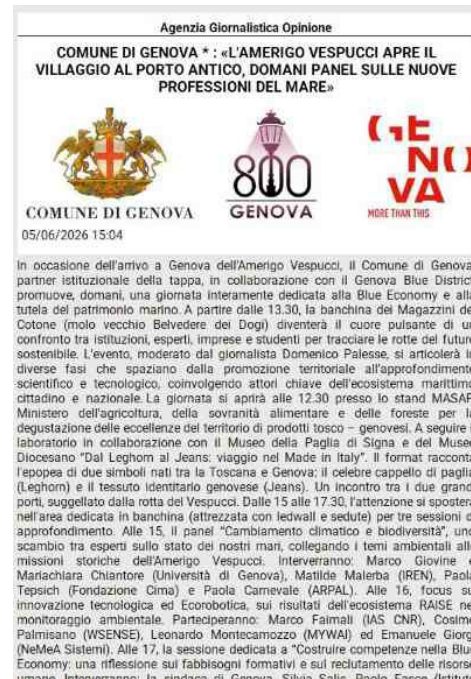 Agenzia Giornalistica Opinione
COMUNE DI GENOVA * : «L'AMERIGO VESPUCCI APRE IL
VILLAGGIO AL PORTO ANTICO, DOMANI PANEL SULLE NUOVE
PROFESSIONI DEL MARE»
COMUNE DI GENOVA
800
GENOVA
GE
NO
VA
MORE THAN THIS
05/06/2026 15:04
In occasione dell'arrivo a Genova dell'Amerigo Vespucci, il Comune di Genova
partner istituzionale della tappa, in collaborazione con il Genova Blue District
promuove, domani, una giornata interamente dedicata alla Blue Economy e alla
tutela del patrimonio marino. A partire dalle 13.30, la banchina dei Magazzini del
Cotone (molo vecchio Belvedere dei Dogi) diventerà il cuore pulsante di un
confronto tra istituzioni, esperti, imprese e studenti per tracciare le rotte del futuro
sostenibile. L'evento, moderato dal giornalista Domenico Palesse, si articolerà in
diverse fasi che spaziano dalla promozione territoriale all'approfondimento
scientifico e tecnologico, coinvolgendo attori chiave dell'ecosistema marittimo
cittadino e nazionale. La giornata si aprirà alle 12.30 presso lo stand MASAF
Ministero dell'agricoltura, della sovranità alimentare e delle foreste per la
degustazione delle eccellenze del territorio di prodotti tosco – genovesi. A seguire il
laboratorio in collaborazione con il Museo della Paglia di Signa e del Museo
Diocesano "Dal Leghorn al Jeans: viaggio nel Made in Italy". Il format racconta
l'epopea di due simboli nati tra la Toscana e Genova: il celebre cappello di paglia
(Leghorn) e il tessuto identitario genovese (Jeans). Un incontro tra i due grandi
porti, suggellato dalla rotta del Vespucci. Dalle 15 alle 17.30, l'attenzione si sposterà
nell'area dedicata in banchina (attrezzata con ledwall e sedute) per tre sessioni di
approfondimento. Alle 15, il panel "Cambiamento climatico e biodiversità", uno
scambio tra esperti sullo stato dei nostri mari, collegando i temi ambientali alle
missioni storiche dell'Amerigo Vespucci. Interverranno: Marco Giovine e
Mariachiara Chiantore (Università di Genova), Matilde Malerba (IREN), Paola
Tepsich (Fondazione Cima) e Paola Carnevale (ARPAL). Alle 16, focus su
innovazione tecnologica ed Ecorobotica, sui risultati dell'ecosistema RAISE nel
monitoraggio ambientale. Parteciperanno: Marco Faimali (IAS CNR), Cosimo
Palmisano (WSENSE), Leonardo Montecamozzo (MYWAI) ed Emanuele Giorgi
(NeMeA Sistemi). Alle 17, la sessione dedicata a "Costruire competenze nella Blue
Economy: una riflessione sui fabbisogni formativi e sul reclutamento delle risorse
umane. Interverranno: la sindaca di Genova, Silvia Salis, Paolo Fasce (Istituto